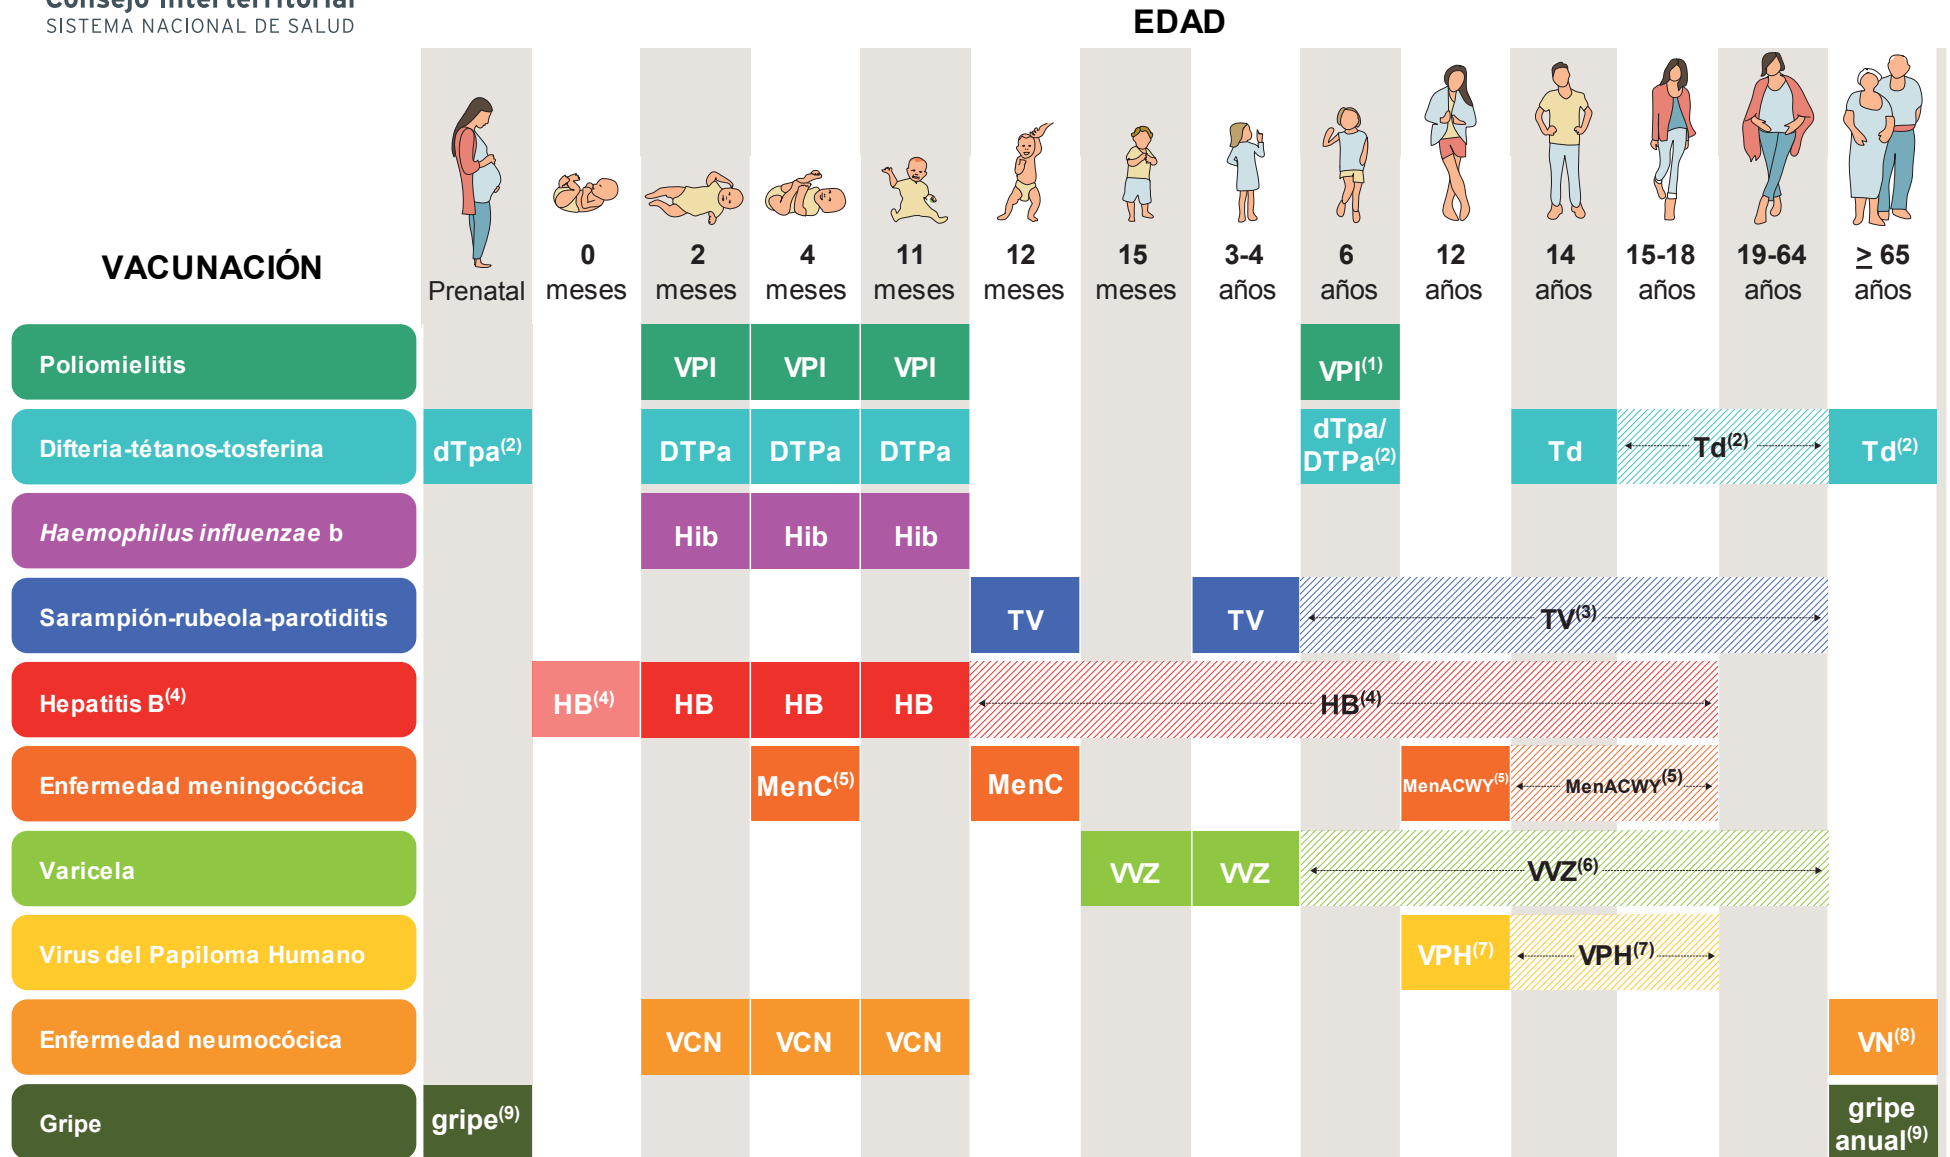 Consejo Interterritorial
SISTEMA NACIONAL DE SALUD
EDAD
VACUNACIÓN
Prenatal
0 meses
2 meses
4 meses
11 meses
12 meses
15 meses
3-4 años
6 años
12 años
14 años
15-18 años
19-64 años
≥ 65 años
Poliomielitis
VPI VPI VPI VPI(1)
Difteria-tétanos-tosferina
dTpa(2) DTPa DTPa DTPa dTpa/ DTPa(2) Td Td(2) Td(2)
Haemophilus influenzae b
Hib Hib Hib
Sarampión-rubeola-parotiditis
TV TV TV(3)
Hepatitis B(4)
HB(4) HB HB HB HB(4)
Enfermedad meningocócica
MenC(5) MenC MenACWY(5) MenACWY(5)
Varicela
VVZ VVZ VVZ(6)
Virus del Papiloma Humano
VPH(7) VPH(7)
Enfermedad neumocócica
VCN VCN VCN VN(8)
Gripe
gripe(9) gripe anual(9)